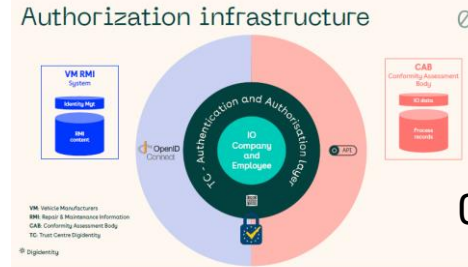 Authorization infrastructure
VM RMI
System
Identity Mgt
RMI
content
CAB
Conformity Assessment
Body
IO data
Process
records
TC - Authentication and Authorisation layer
IO
Company
and
Employee
OpenID
Connect
API
VM: Vehicle Manufacturers
RMI: Repair & Maintenance Information
CAB: Conformity Assessment Body
TC: Trust Centre Digidentity
Digidentity